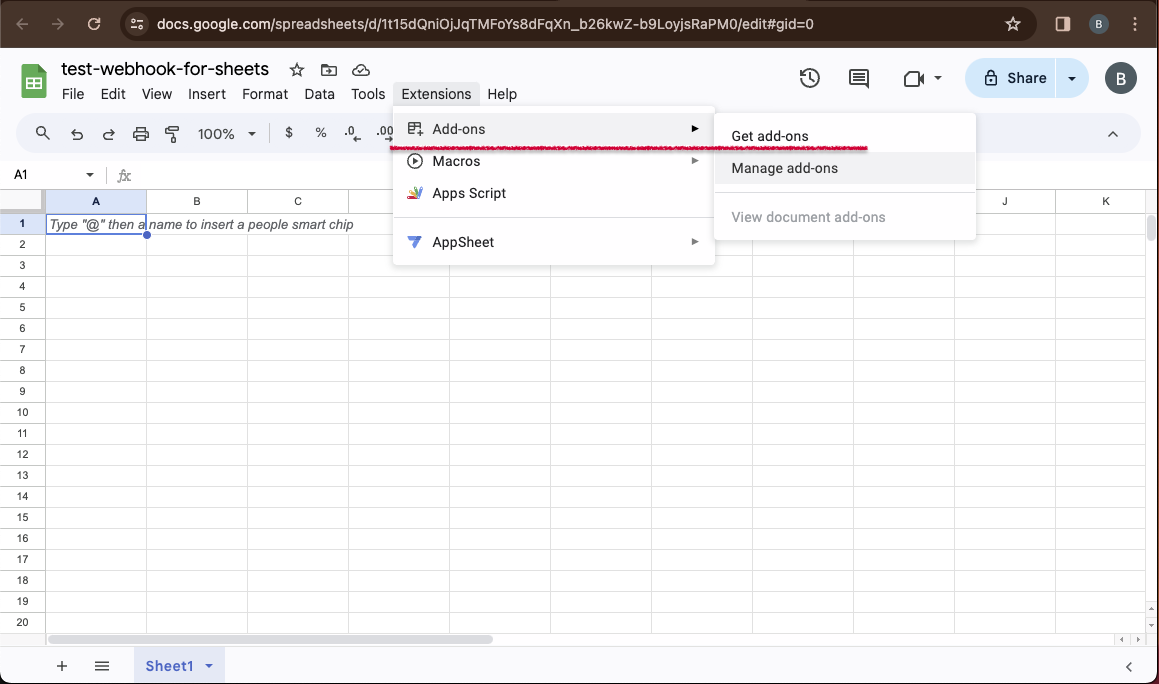 docs.google.com/spreadsheets/d/1t15dQniOjJqTMFoYs8dFqXn_b26kwZ-b9LoyjsRaPM0/edit#gid=0
B
test-webhook-for-sheets
File Edit View Insert Format Data Tools Extensions Help
Share
B
100% $ % .0 .00
Add-ons
Get add-ons
Macros
Manage add-ons
Apps Script
View document add-ons
AppSheet
A1 fx
A B C J K
1 Type "@" then a name to insert a people smart chip
2
3
4
5
6
7
8
9
10
11
12
13
14
15
16
17
18
19
20
Sheet1